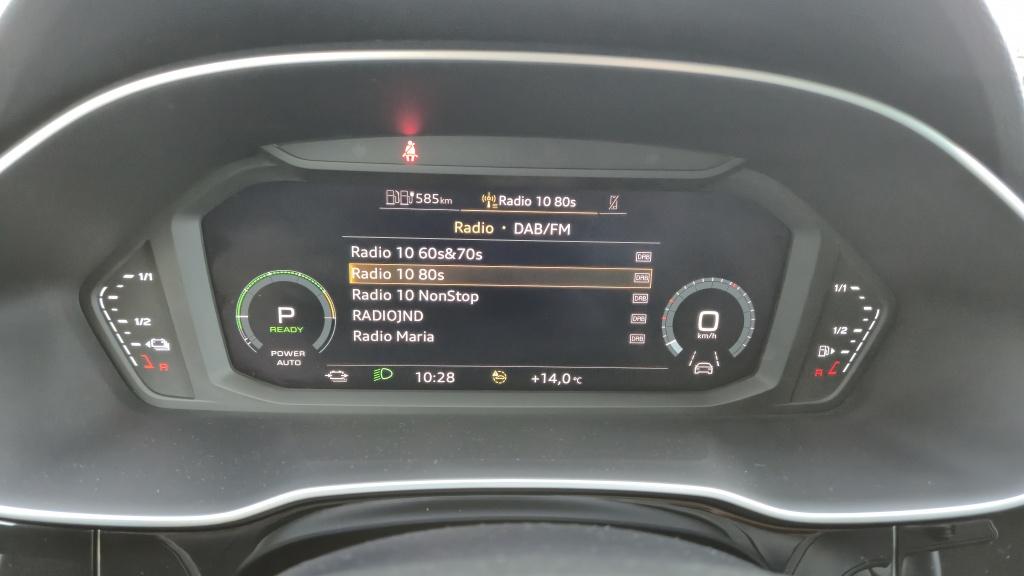 585 km Radio 10 80s
Radio • DAB/FM
Radio 10 60s&70s DAB
Radio 10 80s DAB
Radio 10 NonStop DAB
RADIOJND DAB
Radio Maria DAB
P
READY
POWER
AUTO
0
km/h
10:28 +14,0 °C
1/1
1/2
R
1/1
1/2
R